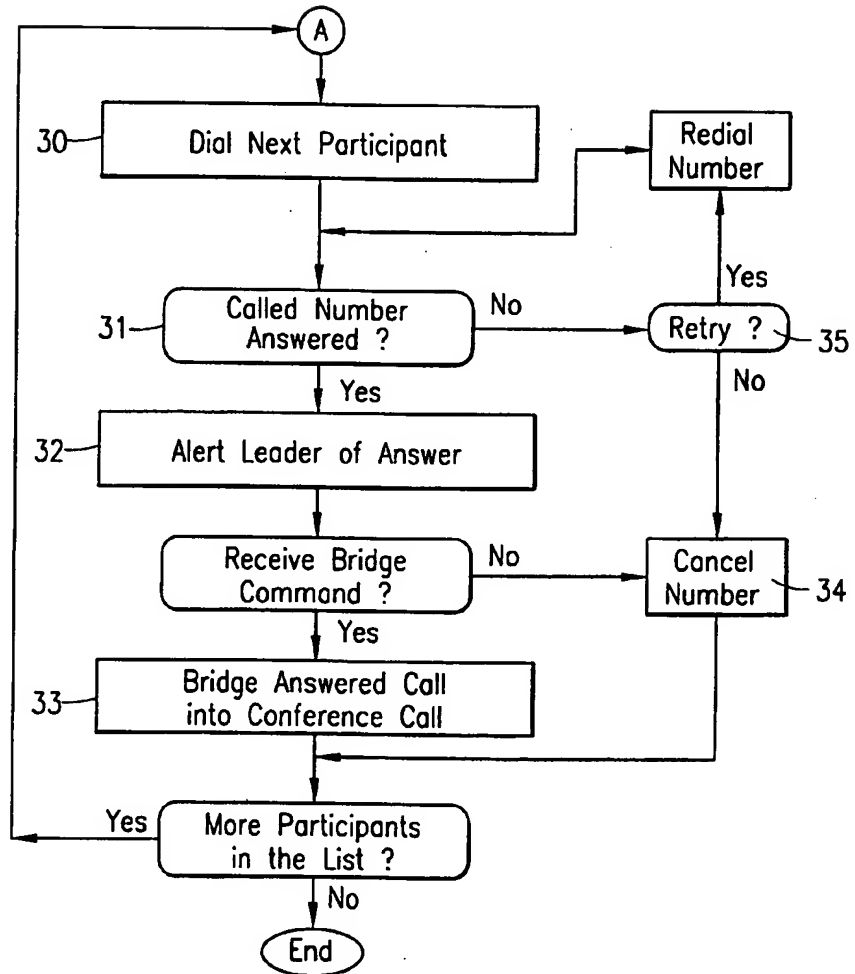 A
30
Dial Next Participant
Redial
Number
Yes
31
Called Number
Answered ?
No
Retry ?
35
Yes
No
32
Alert Leader of Answer
Receive Bridge
Command ?
No
Cancel
Number
34
Yes
33
Bridge Answered Call
into Conference Call
Yes
More Participants
in the List ?
No
End